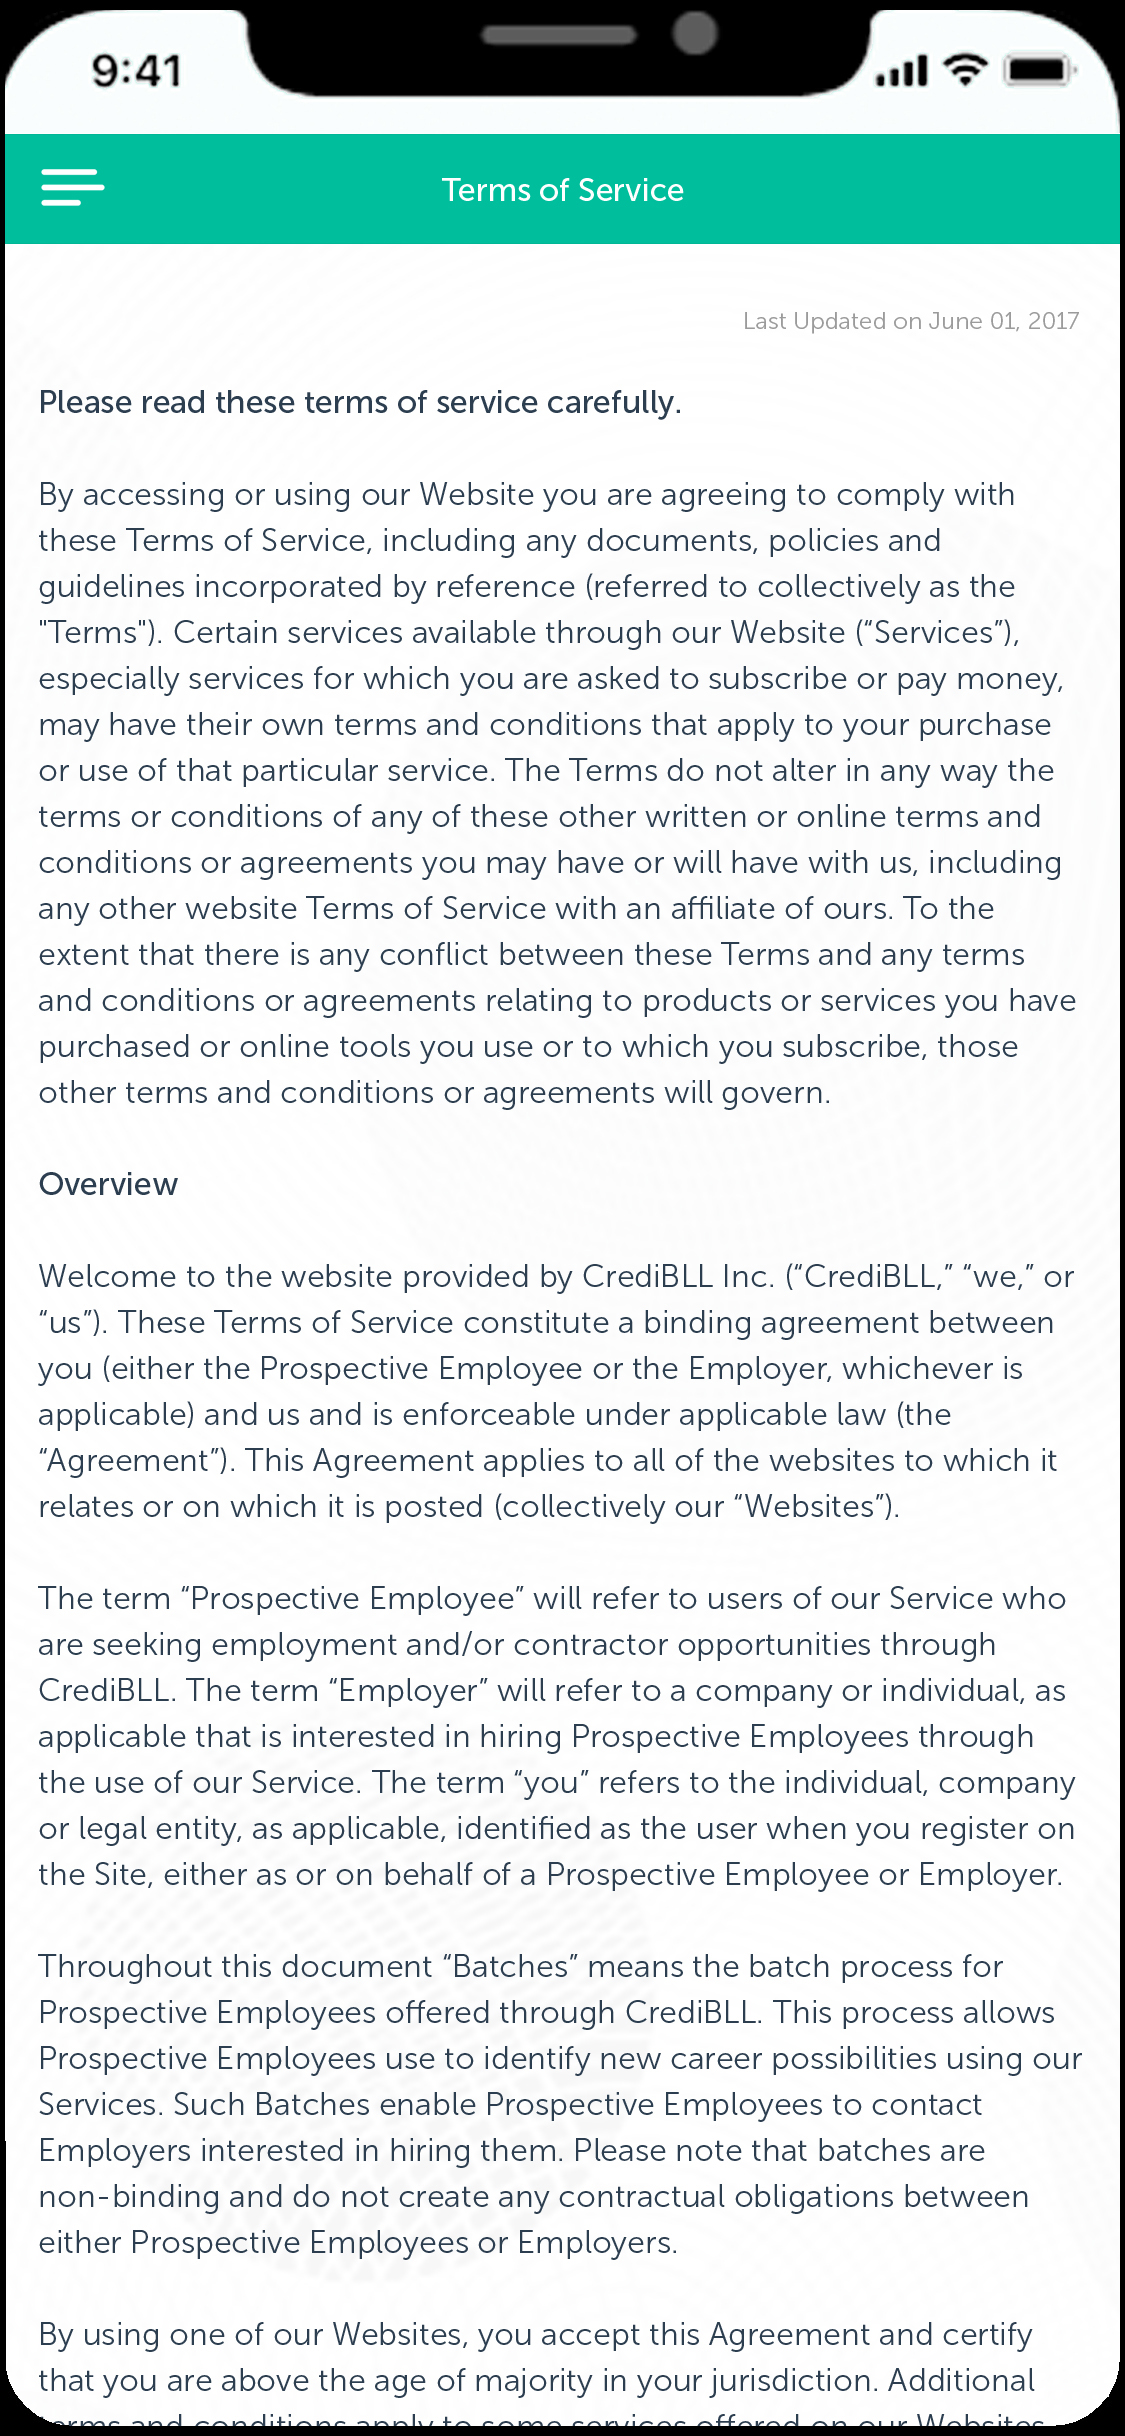 9:41
Terms of Service
Last Updated on June 01, 2017
Please read these terms of service carefully.
By accessing or using our Website you are agreeing to comply with
these Terms of Service, including any documents, policies and
guidelines incorporated by reference (referred to collectively as the
"Terms"). Certain services available through our Website (“Services”),
especially services for which you are asked to subscribe or pay money,
may have their own terms and conditions that apply to your purchase
or use of that particular service. The Terms do not alter in any way the
terms or conditions of any of these other written or online terms and
conditions or agreements you may have or will have with us, including
any other website Terms of Service with an affiliate of ours. To the
extent that there is any conflict between these Terms and any terms
and conditions or agreements relating to products or services you have
purchased or online tools you use or to which you subscribe, those
other terms and conditions or agreements will govern.
Overview
Welcome to the website provided by CrediBLL Inc. (“CrediBLL,” “we,” or
“us”). These Terms of Service constitute a binding agreement between
you (either the Prospective Employee or the Employer, whichever is
applicable) and us and is enforceable under applicable law (the
“Agreement”). This Agreement applies to all of the websites to which it
relates or on which it is posted (collectively our “Websites”).
The term “Prospective Employee” will refer to users of our Service who
are seeking employment and/or contractor opportunities through
CrediBLL. The term “Employer” will refer to a company or individual, as
applicable that is interested in hiring Prospective Employees through
the use of our Service. The term “you” refers to the individual, company
or legal entity, as applicable, identified as the user when you register on
the Site, either as or on behalf of a Prospective Employee or Employer.
Throughout this document “Batches” means the batch process for
Prospective Employees offered through CrediBLL. This process allows
Prospective Employees use to identify new career possibilities using our
Services. Such Batches enable Prospective Employees to contact
Employers interested in hiring them. Please note that batches are
non-binding and do not create any contractual obligations between
either Prospective Employees or Employers.
By using one of our Websites, you accept this Agreement and certify
that you are above the age of majority in your jurisdiction. Additional
terms and conditions apply to some services offered on our Websites